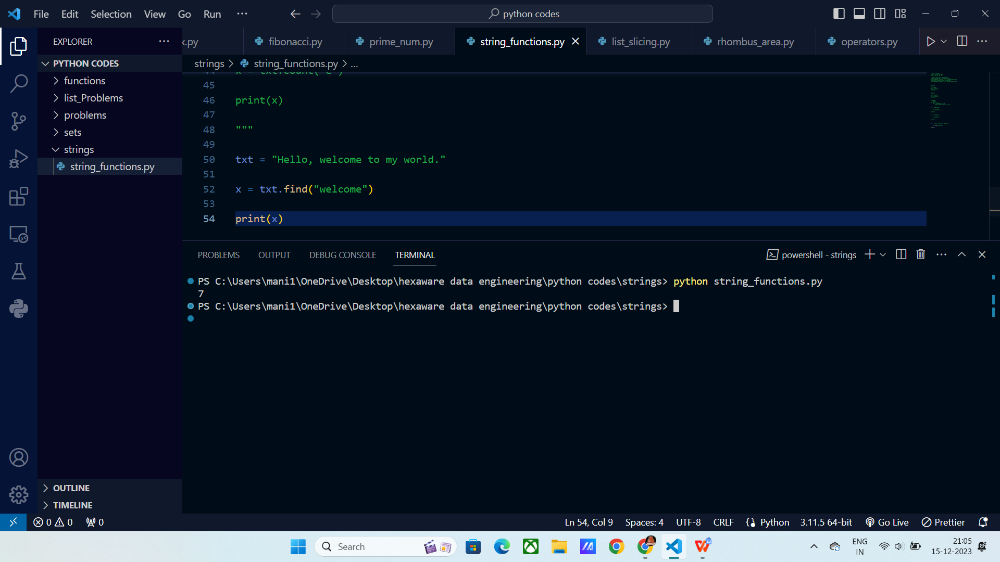 File Edit Selection View Go Run ··· python codes
EXPLORER ···
x.py fibonacci.py prime_num.py string_functions.py list_slicing.py rhombus_area.py operators.py
PYTHON CODES
functions
list_Problems
problems
sets
strings
string_functions.py
OUTLINE
TIMELINE
strings > string_functions.py > ...
45
46 print(x)
47
48 """
49
50 txt = "Hello, welcome to my world."
51
52 x = txt.find("welcome")
53
54 print(x)
PROBLEMS OUTPUT DEBUG CONSOLE TERMINAL powershell - strings
PS C:\Users\mani1\OneDrive\Desktop\hexaware data engineering\python codes\strings> python string_functions.py
7
PS C:\Users\mani1\OneDrive\Desktop\hexaware data engineering\python codes\strings>
0 0 0 Ln 54, Col 9 Spaces: 4 UTF-8 CRLF Python 3.11.5 64-bit Go Live Prettier
Search ENG IN 21:05 15-12-2023